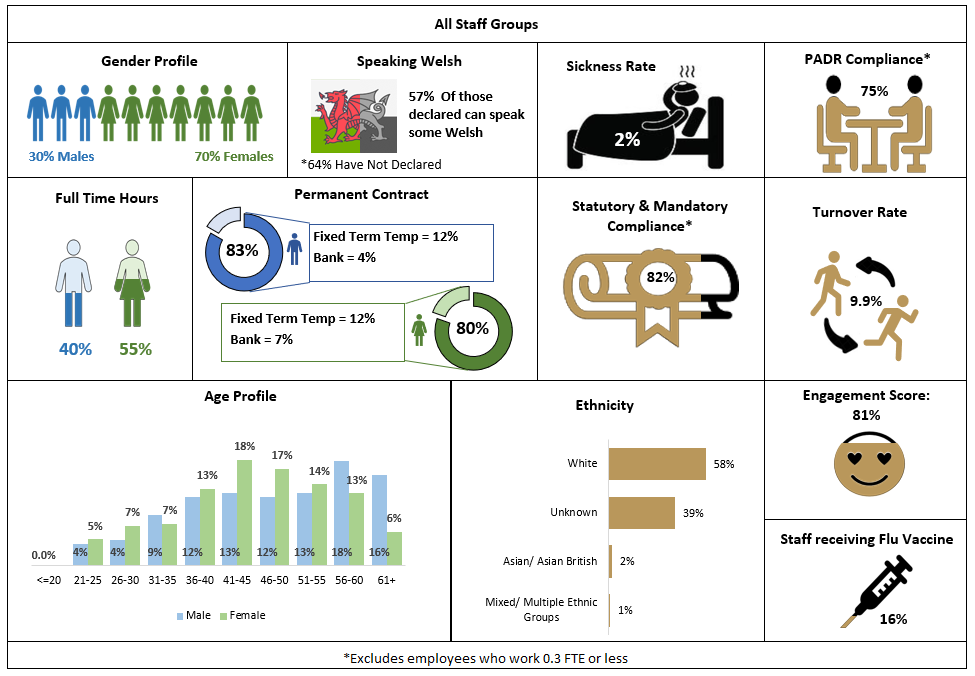 All Staff Groups
Gender Profile
30% Males
70% Females
Speaking Welsh
57% Of those
declared can speak
some Welsh
*64% Have Not Declared
Sickness Rate
2%
PADR Compliance*
75%
Full Time Hours
40%
55%
Permanent Contract
83%
Fixed Term Temp = 12%
Bank = 4%
Fixed Term Temp = 12%
Bank = 7%
80%
Statutory & Mandatory
Compliance*
82%
Turnover Rate
9.9%
Age Profile
18%
17%
13%
14%
13%
7%
7%
5%
6%
0.0%
4%
4%
9%
12%
13%
12%
13%
18%
16%
<=20
21-25
26-30
31-35
36-40
41-45
46-50
51-55
56-60
61+
Male
Female
Ethnicity
White
58%
Unknown
39%
Asian/ Asian British
2%
Mixed/ Multiple Ethnic
Groups
1%
Engagement Score:
81%
Staff receiving Flu Vaccine
16%
*Excludes employees who work 0.3 FTE or less